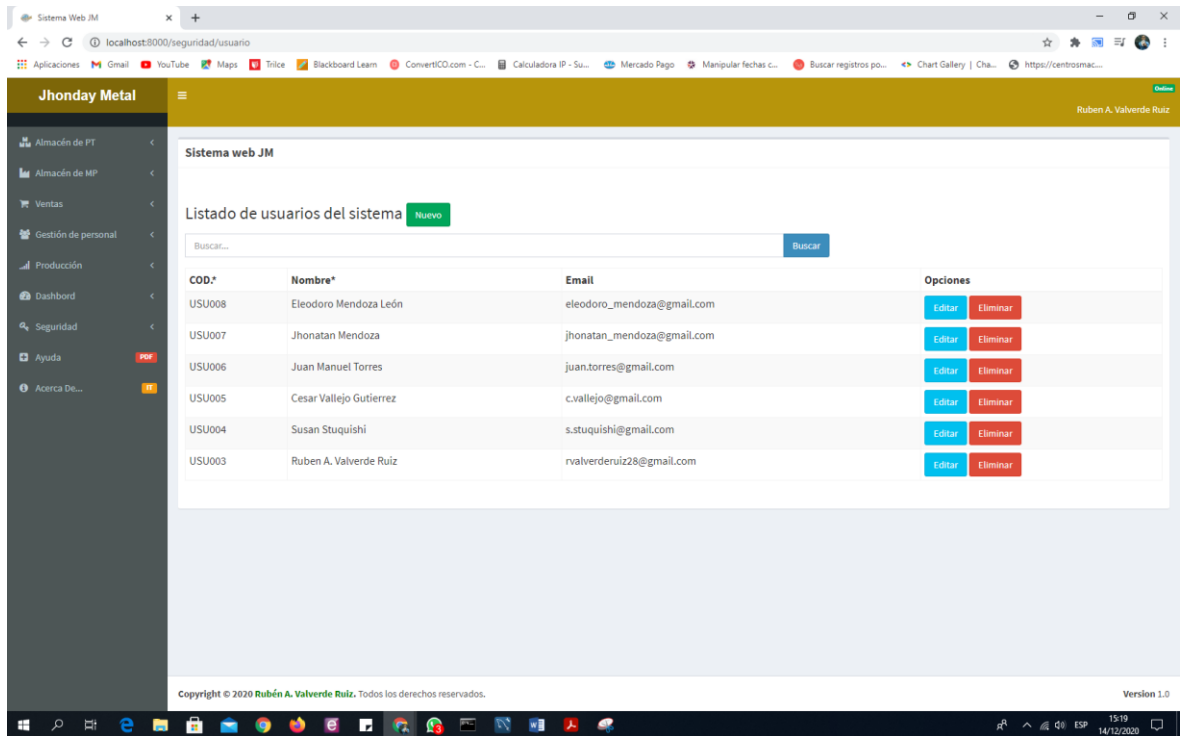 Sistema Web JM
localhost:8000/seguridad/usuario
Aplicaciones Gmail YouTube Maps Trilce Blackboard Learn ConvertICO.com - C... Calculadora IP - Su... Mercado Pago Manipular fechas c... Buscar registros po... Chart Gallery | Cha... https://centrosmac....
Jhonday Metal
Online
Ruben A. Valverde Ruiz
Almacén de PT
Almacén de MP
Ventas
Gestión de personal
Producción
Dashbord
Seguridad
Ayuda PDF
Acerca De... IT
Sistema web JM
Listado de usuarios del sistema Nuevo
Buscar... Buscar
COD.* Nombre* Email Opciones
USU008 Eleodoro Mendoza León eleodoro_mendoza@gmail.com Editar Eliminar
USU007 Jhonatan Mendoza jhonatan_mendoza@gmail.com Editar Eliminar
USU006 Juan Manuel Torres juan.torres@gmail.com Editar Eliminar
USU005 Cesar Vallejo Gutierrez c.vallejo@gmail.com Editar Eliminar
USU004 Susan Stuquishi s.stuquishi@gmail.com Editar Eliminar
USU003 Ruben A. Valverde Ruiz rvalverderuiz28@gmail.com Editar Eliminar
Copyright © 2020 Rubén A. Valverde Ruiz. Todos los derechos reservados. Version 1.0
ESP 15:19
14/12/2020